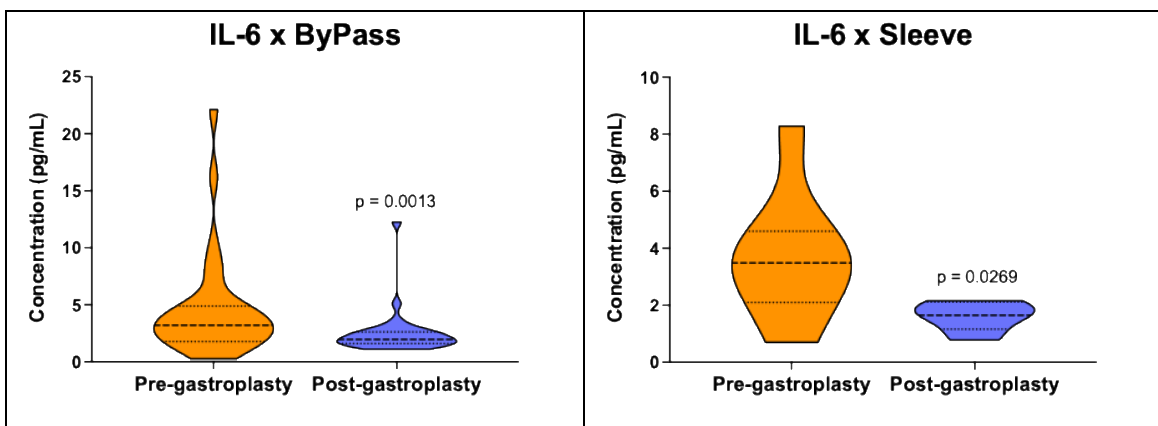 IL-6 x ByPass
Concentration (pg/mL)
25
20
15
10
5
0
p = 0.0013
Pre-gastroplasty Post-gastroplasty
IL-6 x Sleeve
Concentration (pg/mL)
10
8
6
4
2
0
p = 0.0269
Pre-gastroplasty Post-gastroplasty